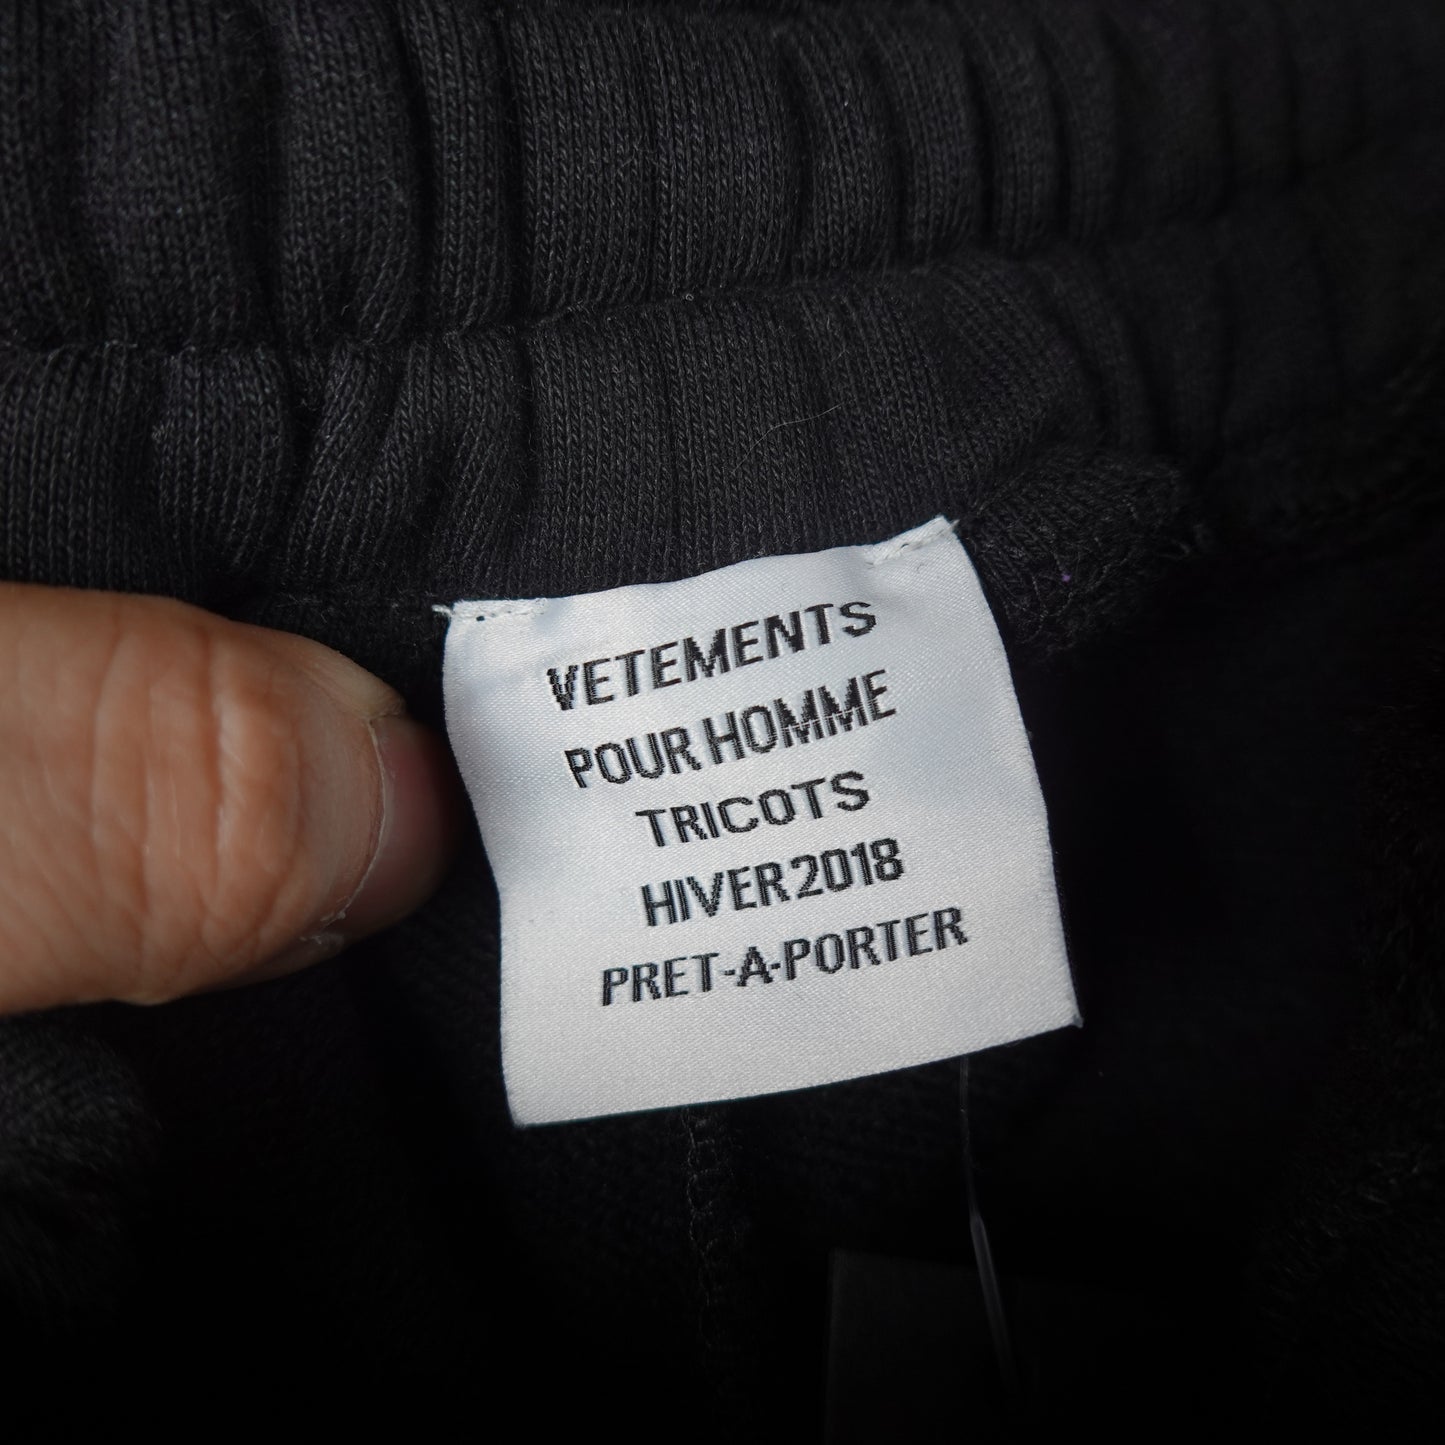 VETEMENTS
POUR HOMME
TRICOTS
HIVER 2018
PRET-A-PORTER